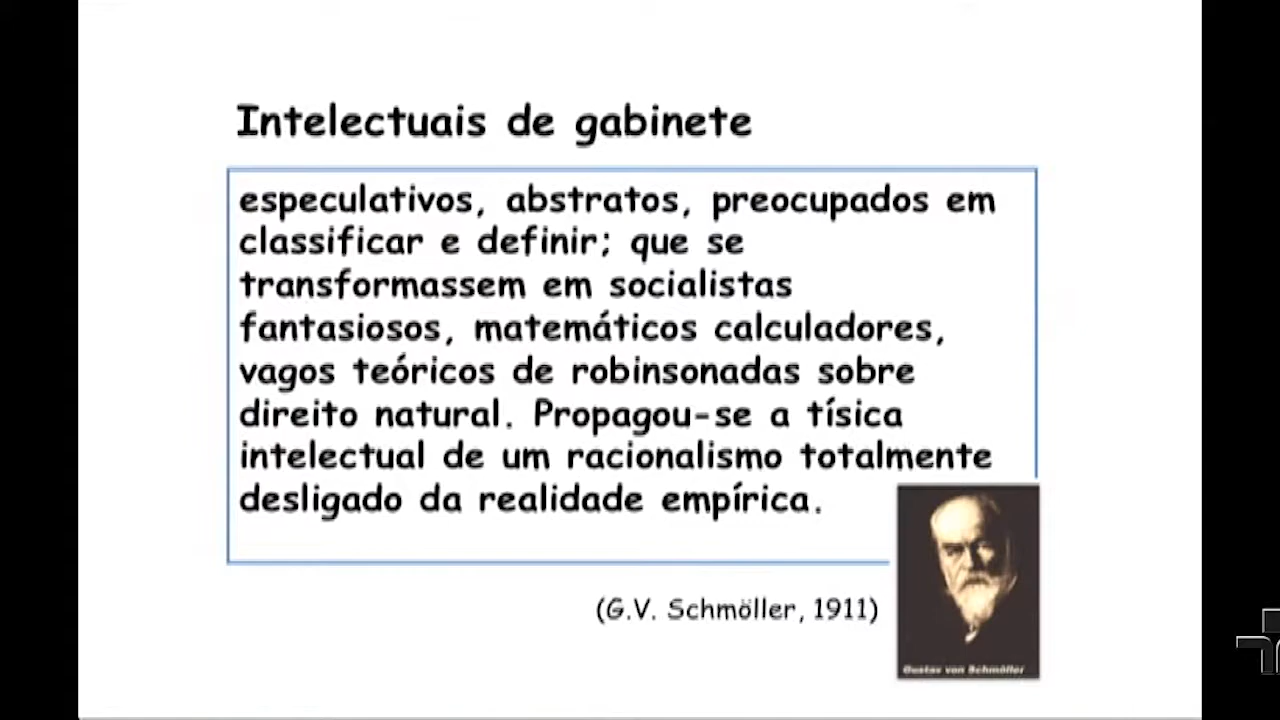 Intelectuais de gabinete
especulativos, abstratos, preocupados em
classificar e definir; que se
transformassem em socialistas
fantasiosos, matemáticos calculadores,
vagos teóricos de robinsonadas sobre
direito natural. Propagou-se a tísica
intelectual de um racionalismo totalmente
desligado da realidade empírica.
(G.V. Schmöller, 1911)
Gustav von Schmöller